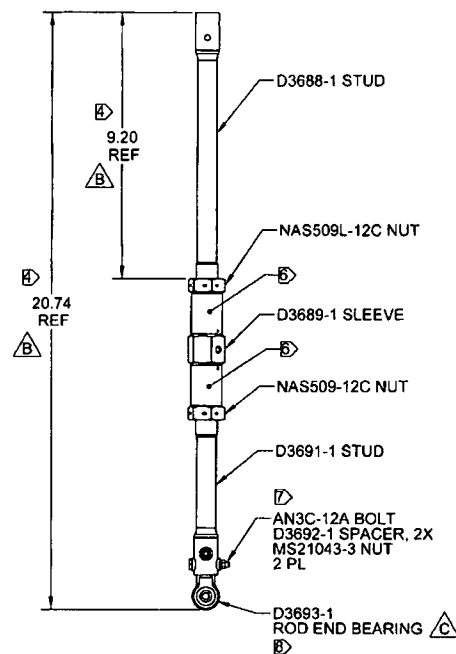 D3688-1 STUD
4
9.20
REF
B
NAS509L-12C NUT
4
20.74
REF
B
6
D3689-1 SLEEVE
6
NAS509-12C NUT
D3691-1 STUD
7
AN3C-12A BOLT
D3692-1 SPACER, 2X
MS21043-3 NUT
2 PL
D3693-1
ROD END BEARING C
8